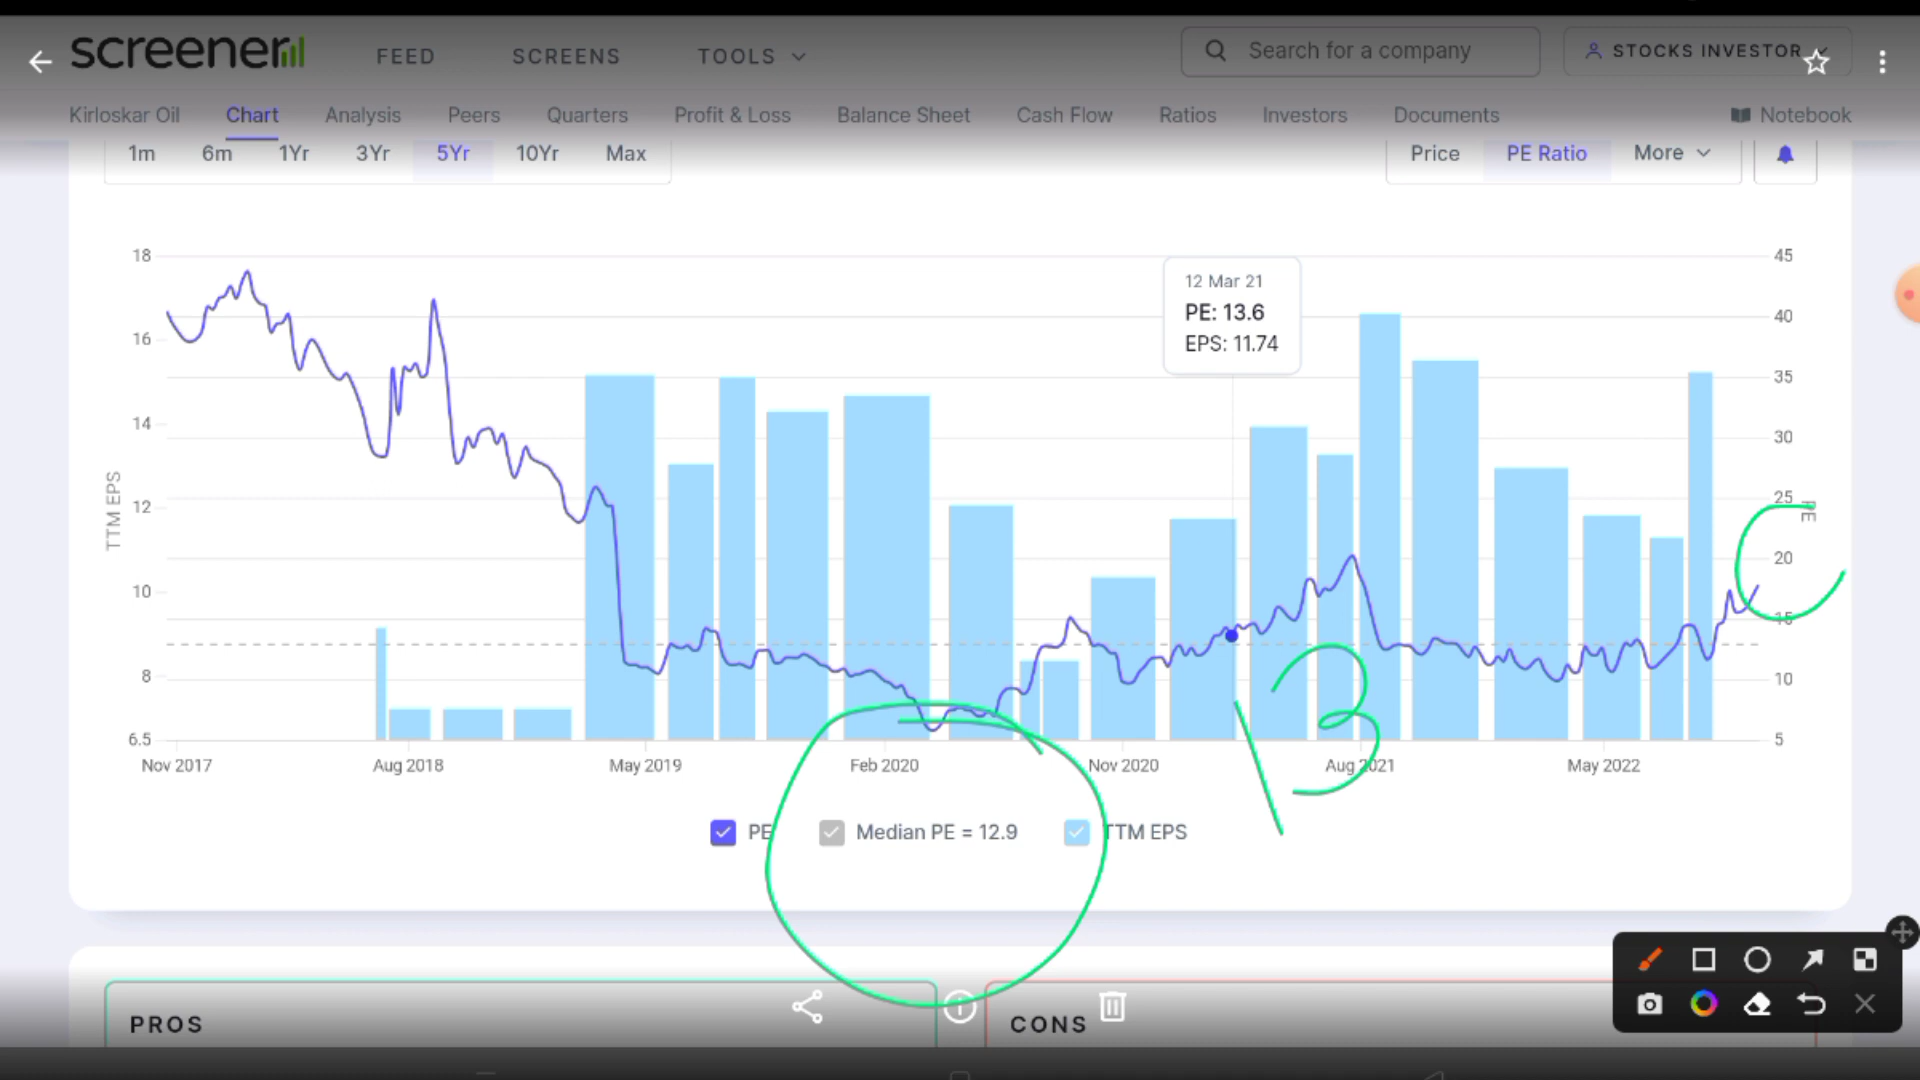 screener
FEED SCREENS TOOLS
Search for a company
STOCKS INVESTOR
Kirloskar Oil Chart Analysis Peers Quarters Profit & Loss Balance Sheet Cash Flow Ratios Investors Documents Notebook
1m 6m 1Yr 3Yr 5Yr 10Yr Max
Price PE Ratio More
18 45
12 Mar 21
PE: 13.6
EPS: 11.74
40
16
35
14
30
25
12
TTM EPS
PE
20
10
15
8
10
13
6.5 5
Nov 2017 Aug 2018 May 2019 Feb 2020 Nov 2020 Aug 2021 May 2022
PE Median PE = 12.9 TTM EPS
PROS CONS